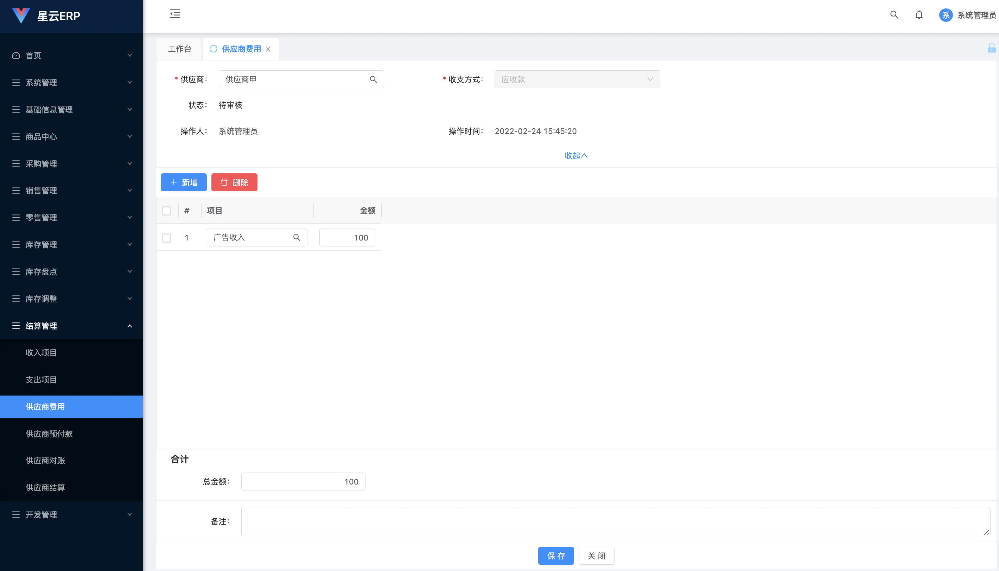 星云ERP
系 系统管理员
首页
系统管理
基础信息管理
商品中心
采购管理
销售管理
零售管理
库存管理
库存盘点
库存调整
结算管理
收入项目
支出项目
供应商费用
供应商预付款
供应商对账
供应商结算
开发管理
工作台 供应商费用
* 供应商: 供应商甲 * 收支方式: 应收款
状态: 待审核
操作人: 系统管理员 操作时间: 2022-02-24 15:45:20
收起
新增 删除
# 项目 金额
1 广告收入 100
合计
总金额: 100
备注:
保存 关闭